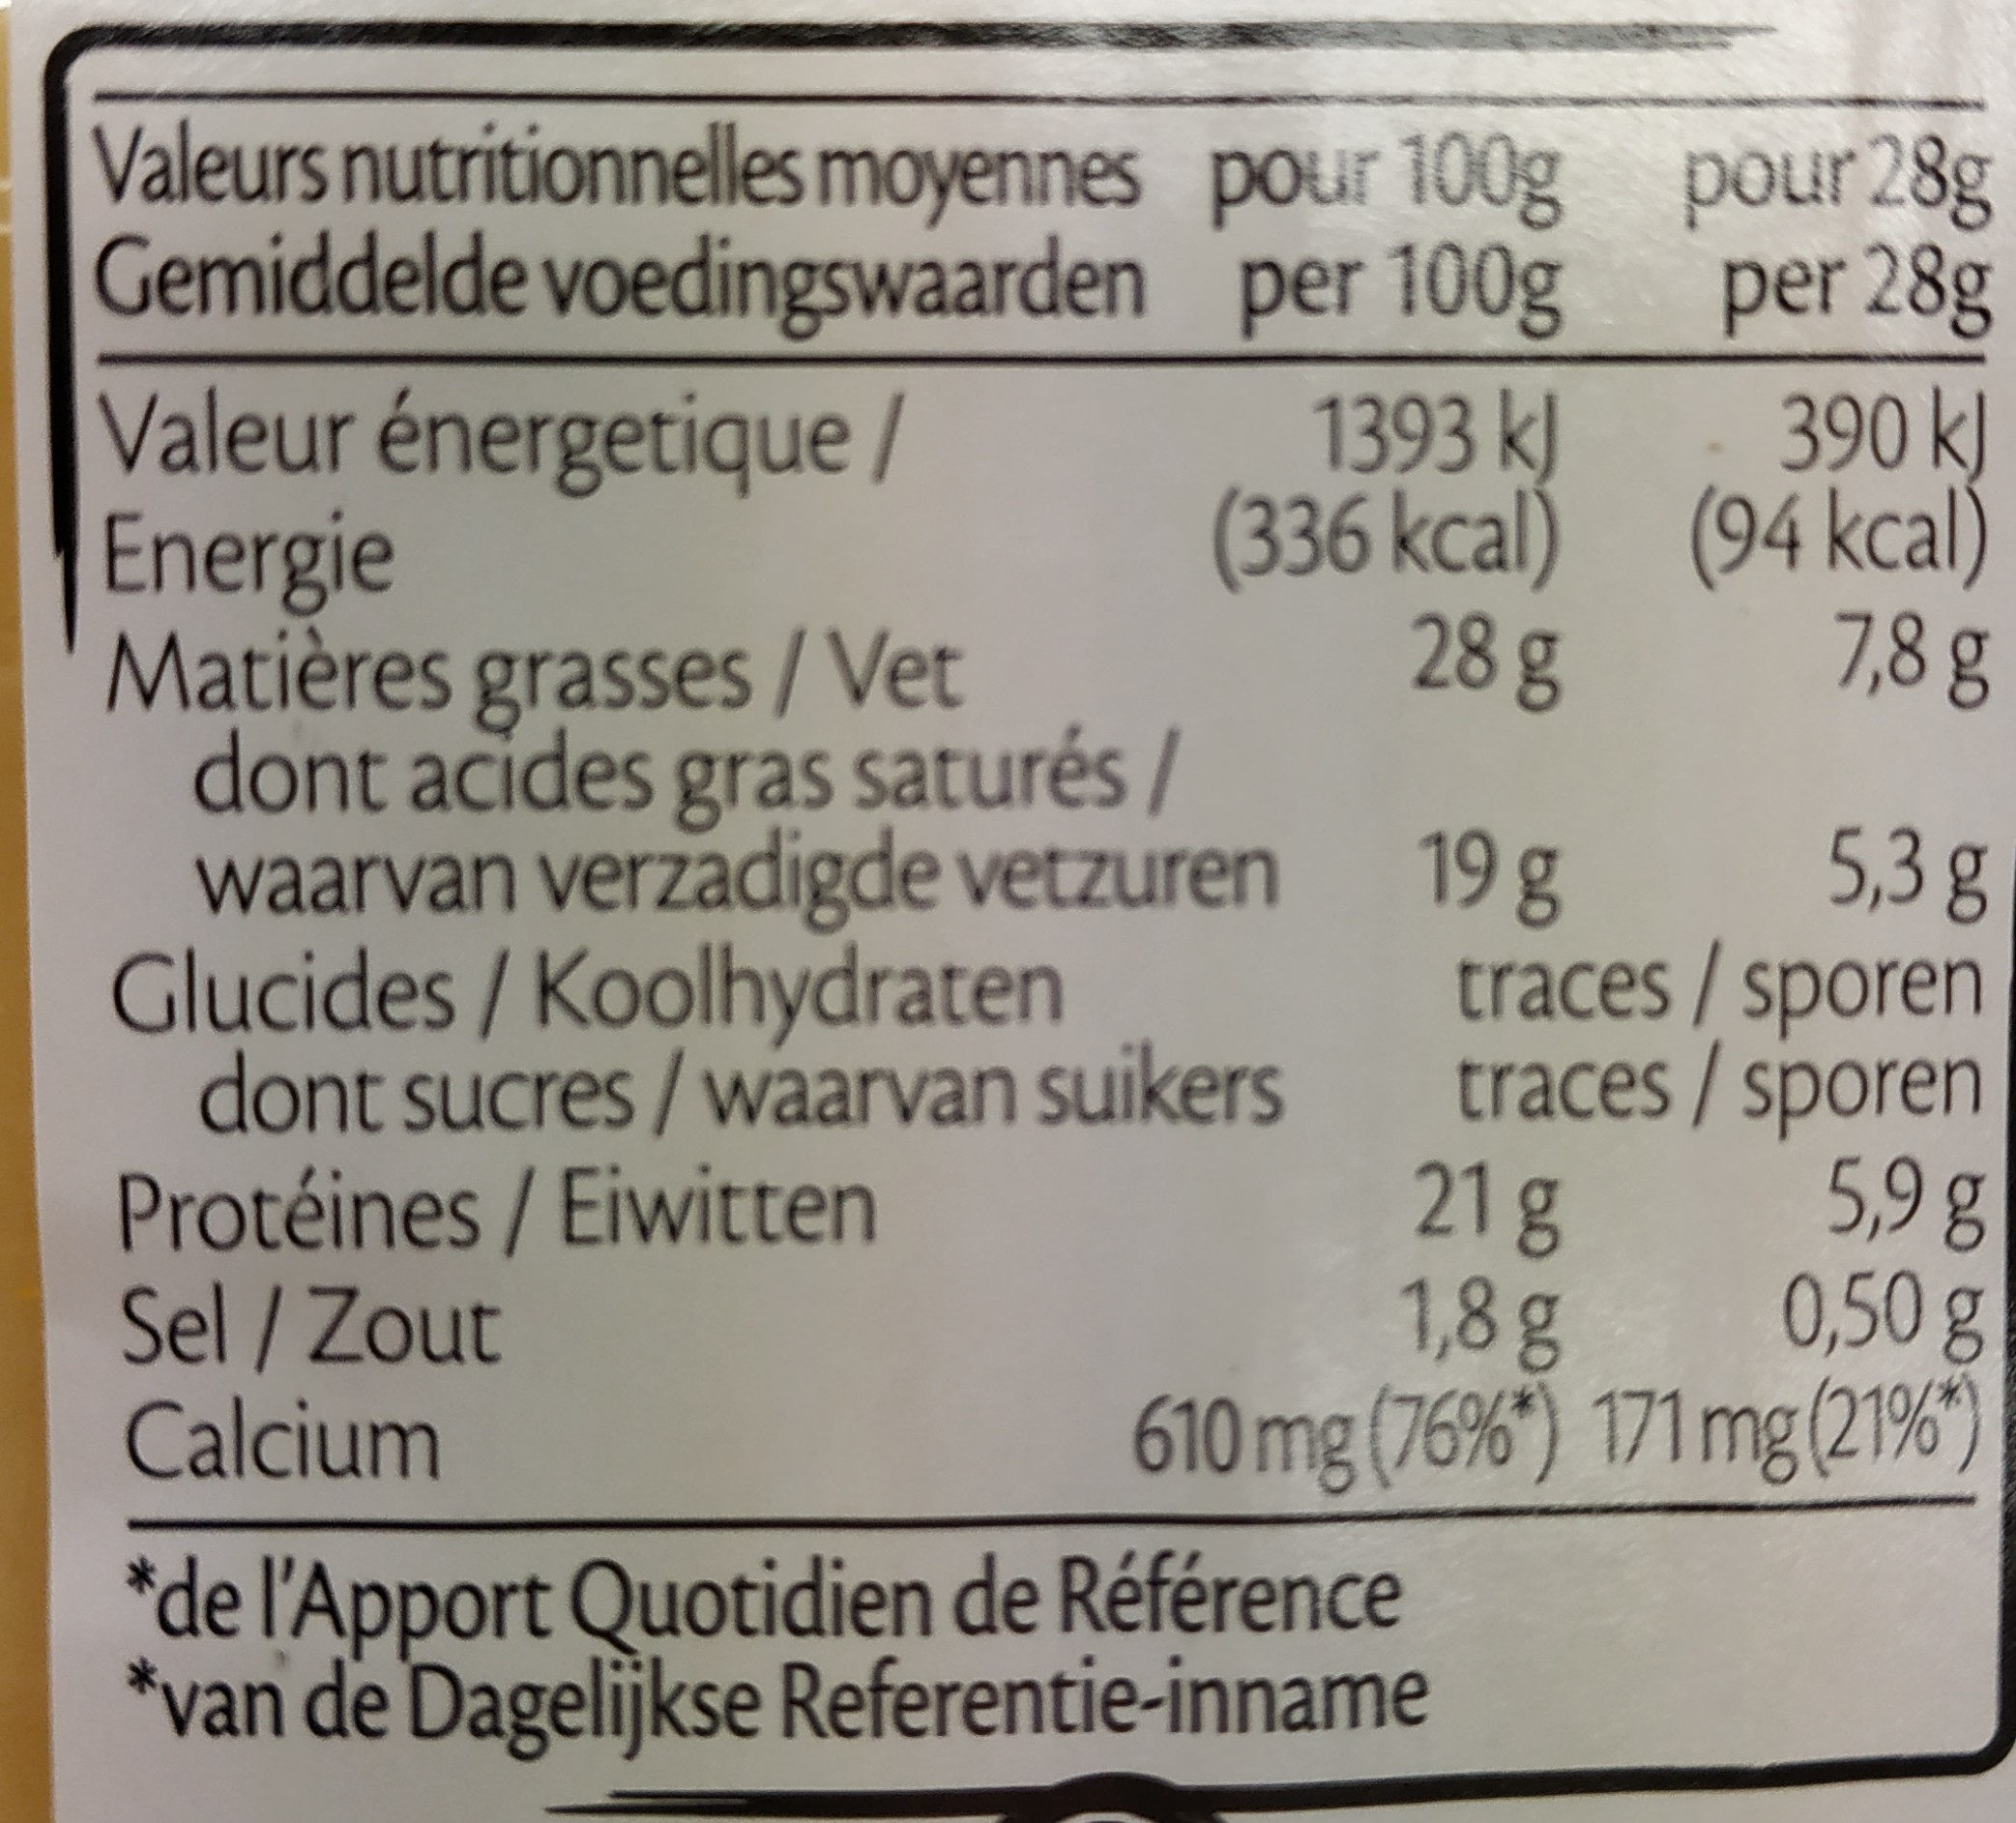 Valeurs nutritionnelles moyennes pour 100g pour 28g
Gemiddelde voedingswaarden per 100g per 28g
Valeur énergetique / 1393 kJ 390 kJ
Energie (336 kcal) (94 kcal)
Matières grasses / Vet 28 g 7,8 g
dont acides gras saturés /
waarvan verzadigde vetzuren 19 g 5,3 g
Glucides / Koolhydraten traces / sporen
dont sucres / waarvan suikers traces / sporen
Protéines / Eiwitten 21 g 5,9 g
Sel / Zout 1,8 g 0,50 g
Calcium 610 mg (76%*) 171 mg (21%*)
*de l'Apport Quotidien de Référence
*van de Dagelijkse Referentie-inname